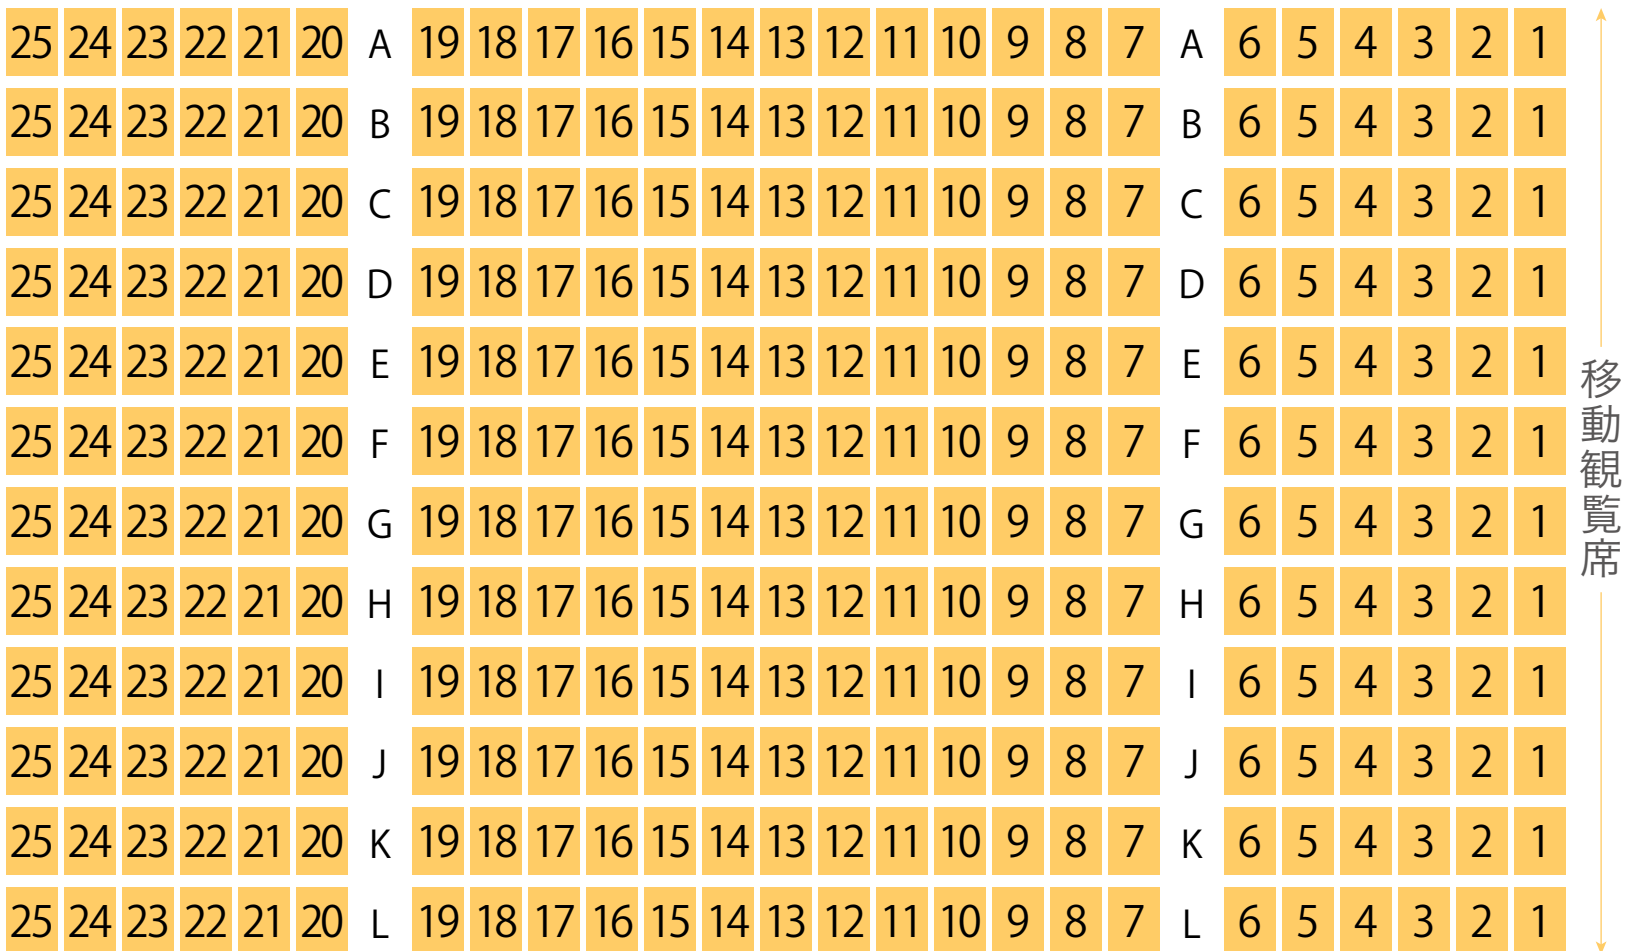 25 24 23 22 21 20 A 19 18 17 16 15 14 13 12 11 10 9 8 7 A 6 5 4 3 2 1
25 24 23 22 21 20 B 19 18 17 16 15 14 13 12 11 10 9 8 7 B 6 5 4 3 2 1
25 24 23 22 21 20 C 19 18 17 16 15 14 13 12 11 10 9 8 7 C 6 5 4 3 2 1
25 24 23 22 21 20 D 19 18 17 16 15 14 13 12 11 10 9 8 7 D 6 5 4 3 2 1
25 24 23 22 21 20 E 19 18 17 16 15 14 13 12 11 10 9 8 7 E 6 5 4 3 2 1
25 24 23 22 21 20 F 19 18 17 16 15 14 13 12 11 10 9 8 7 F 6 5 4 3 2 1
25 24 23 22 21 20 G 19 18 17 16 15 14 13 12 11 10 9 8 7 G 6 5 4 3 2 1
25 24 23 22 21 20 H 19 18 17 16 15 14 13 12 11 10 9 8 7 H 6 5 4 3 2 1
25 24 23 22 21 20 I 19 18 17 16 15 14 13 12 11 10 9 8 7 I 6 5 4 3 2 1
25 24 23 22 21 20 J 19 18 17 16 15 14 13 12 11 10 9 8 7 J 6 5 4 3 2 1
25 24 23 22 21 20 K 19 18 17 16 15 14 13 12 11 10 9 8 7 K 6 5 4 3 2 1
25 24 23 22 21 20 L 19 18 17 16 15 14 13 12 11 10 9 8 7 L 6 5 4 3 2 1
移動観覧席